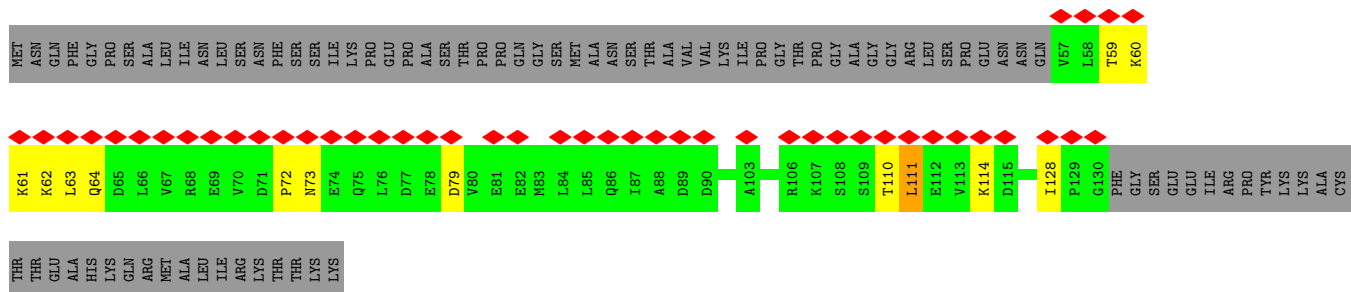 MET ASN GLN PHE GLY PRO SER ALA LEU ILE ASN LEU SER ASN PHE SER SER ILE LYS PRO GLU PRO ALA SER THR PRO PRO GLN GLY SER MET ALA ASN SER THR ALA VAL VAL LYS ILE PRO GLY THR PRO GLY ALA GLY GLY ARG LEU SER PRO GLU ASN ASN GLN V57 L58 T59 K60
K61 K62 L63 Q64 D65 L66 V67 R68 E69 V70 D71 P72 N73 E74 Q75 L76 D77 E78 D79 V80 E81 E82 M83 L84 L85 Q86 I87 A88 D89 D90 A103 R106 K107 S108 S109 T110 L111 E112 V113 K114 D115 I128 P129 G130 PHE GLY SER GLU GLU ILE ARG PRO TYR LYS LYS ALA CYS
THR THR GLU ALA HIS LYS GLN ARG MET ALA LEU ILE ARG LYS THR THR LYS LYS